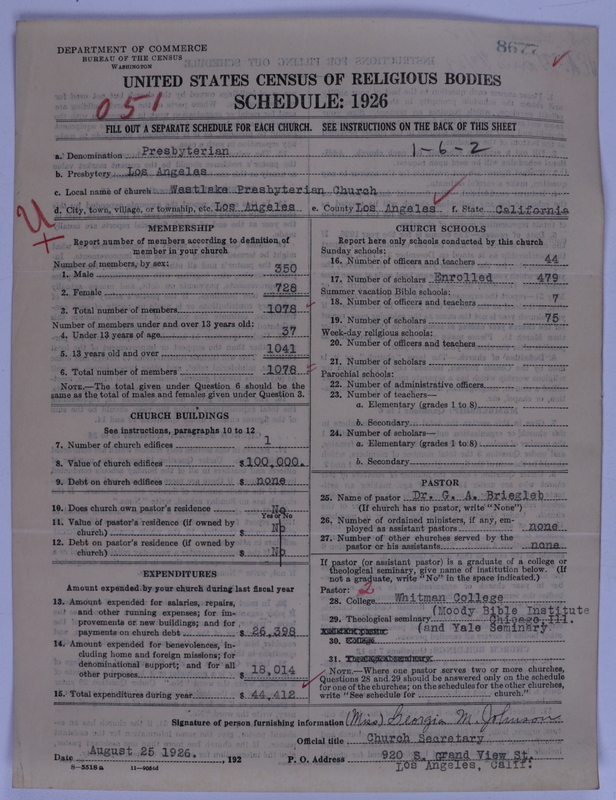 DEPARTMENT OF COMMERCE
BUREAU OF THE CENSUS
WASHINGTON
8677
UNITED STATES CENSUS OF RELIGIOUS BODIES
051
SCHEDULE: 1926
FILL OUT A SEPARATE SCHEDULE FOR EACH CHURCH. SEE INSTRUCTIONS ON THE BACK OF THIS SHEET
a. Denomination Presbyterian 1-6-2
b. Presbytery Los Angeles
c. Local name of church Westlake Presbyterian Church
d. City, town, village, or township, etc. Los Angeles e. County Los Angeles f. State California
MEMBERSHIP
Report number of members according to definition of
member in your church
Number of members, by sex:
1. Male 350
2. Female 728
3. Total number of members 1078
Number of members under and over 13 years old:
4. Under 13 years of age 37
5. 13 years old and over 1041
6. Total number of members 1078
NOTE.—The total given under Question 6 should be the
same as the total of males and females given under Question 3.
CHURCH BUILDINGS
See instructions, paragraphs 10 to 12
7. Number of church edifices 1
8. Value of church edifices $100,000.
9. Debt on church edifices $ none
10. Does church own pastor's residence No
Yes or No
11. Value of pastor's residence (if owned by
church) $ No
12. Debt on pastor's residence (if owned by
church) $ No
EXPENDITURES
Amount expended by your church during last fiscal year
13. Amount expended for salaries, repairs,
and other running expenses; for im-
provements or new buildings; and for
payments on church debt $ 26,398
14. Amount expended for benevolences, in-
cluding home and foreign missions; for
denominational support; and for all
other purposes $ 18,014
15. Total expenditures during year $ 44,412
CHURCH SCHOOLS
Report here only schools conducted by this church
Sunday schools:
16. Number of officers and teachers 44
17. Number of scholars Enrolled 479
Summer vacation Bible schools:
18. Number of officers and teachers 7
19. Number of scholars 75
Week-day religious schools:
20. Number of officers and teachers
21. Number of scholars
Parochial schools:
22. Number of administrative officers
23. Number of teachers—
a. Elementary (grades 1 to 8)
b. Secondary
24. Number of scholars—
a. Elementary (grades 1 to 8)
b. Secondary
PASTOR
25. Name of pastor Dr. G. A. Briegleb
(If church has no pastor, write "None")
26. Number of ordained ministers, if any, em-
ployed as assistant pastors none
27. Number of other churches served by the
pastor or his assistants none
If pastor (or assistant pastor) is a graduate of a college or
theological seminary, give name of institution below. (If
not a graduate, write "No" in the space indicated.)
Pastor: 2
28. College Whitman College
(Moody Bible Institute
29. Theological seminary Chicago Ill.
Assistant pastor: (and Yale Seminary
30. College
31. Theological seminary
NOTE.—Where one pastor serves two or more churches,
Questions 28 and 29 should be answered only on the schedule
for one of the churches; on the schedules for the other churches,
write "See schedule for church."
Signature of person furnishing information (Miss) Georgia M. Johnson
Official title Church Secretary
Date August 25 1926. , 192 P. O. Address 920 S. Grand View St.
8-5518 a Los Angeles, Calif.